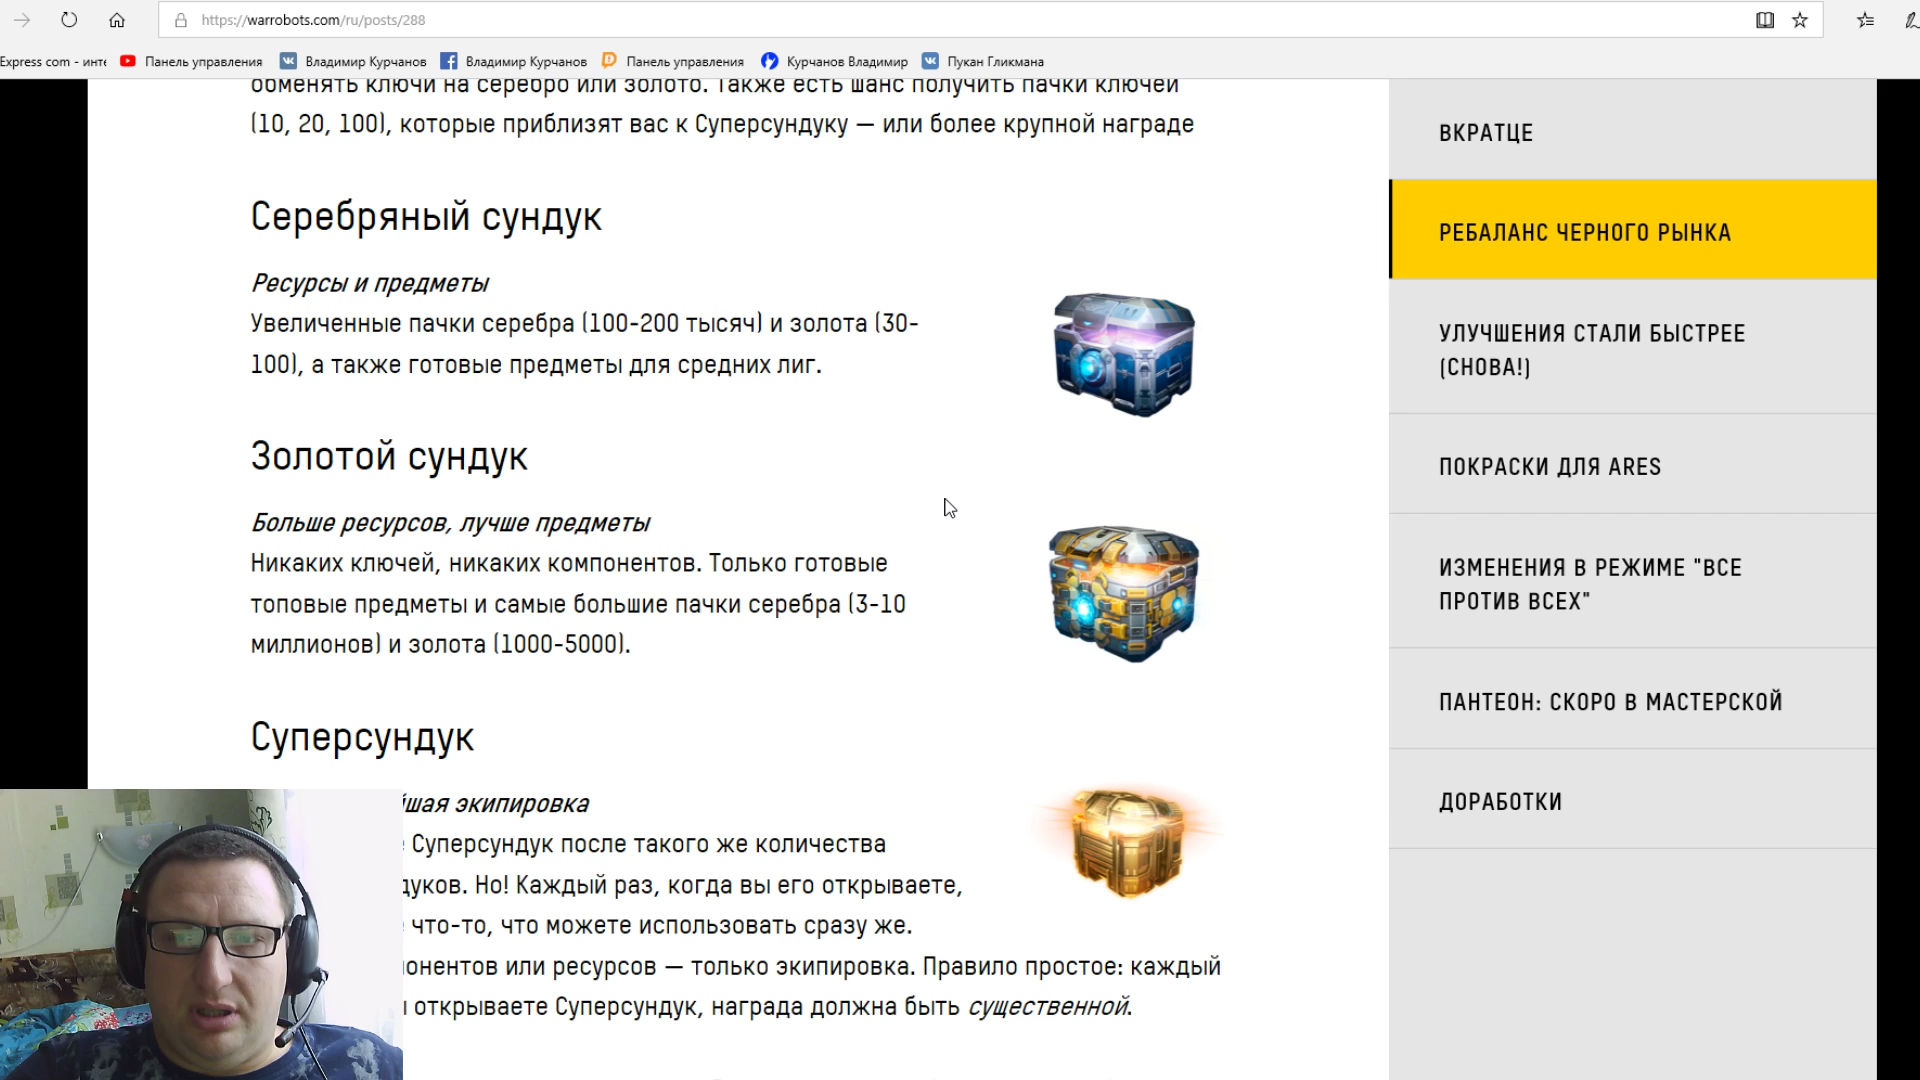 https://warrobots.com/ru/posts/288
Express com - инте
Панель управления
Владимир Курчанов
Владимир Курчанов
Панель управления
Курчанов Владимир
Пукан Гликмана
обменять ключи на серебро или золото. Также есть шанс получить пачки ключей
(10, 20, 100), которые приблизят вас к Суперсундуку — или более крупной награде
Серебряный сундук
Ресурсы и предметы
Увеличенные пачки серебра (100-200 тысяч) и золота (30-
100), а также готовые предметы для средних лиг.
Золотой сундук
Больше ресурсов, лучше предметы
Никаких ключей, никаких компонентов. Только готовые
топовые предметы и самые большие пачки серебра (3-10
миллионов) и золота (1000-5000).
Суперсундук
йшая экипировка
Суперсундук после такого же количества
дуков. Но! Каждый раз, когда вы его открываете,
что-то, что можете использовать сразу же.
онентов или ресурсов — только экипировка. Правило простое: каждый
открываете Суперсундук, награда должна быть существенной.
ВКРАТЦЕ
РЕБАЛАНС ЧЕРНОГО РЫНКА
УЛУЧШЕНИЯ СТАЛИ БЫСТРЕЕ
(СНОВА!)
ПОКРАСКИ ДЛЯ ARES
ИЗМЕНЕНИЯ В РЕЖИМЕ "ВСЕ
ПРОТИВ ВСЕХ"
ПАНТЕОН: СКОРО В МАСТЕРСКОЙ
ДОРАБОТКИ